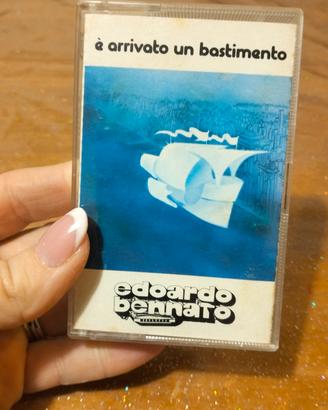 è arrivato un bastimento
edoardo
bennato